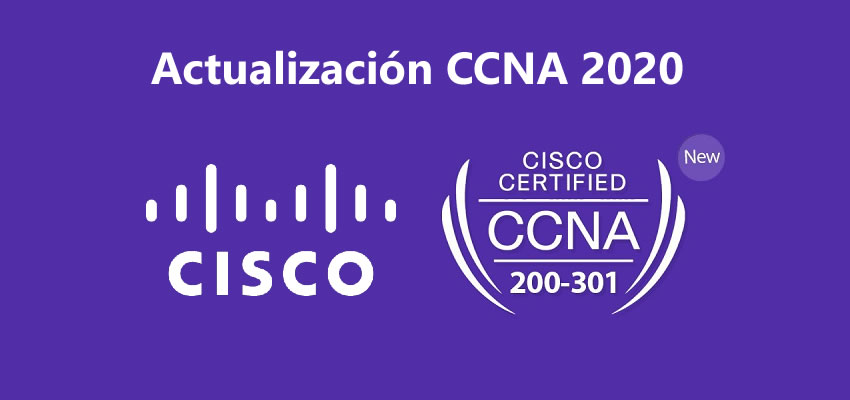 Actualización CCNA 2020
CISCO
CISCO
CERTIFIED
CCNA
200-301
New